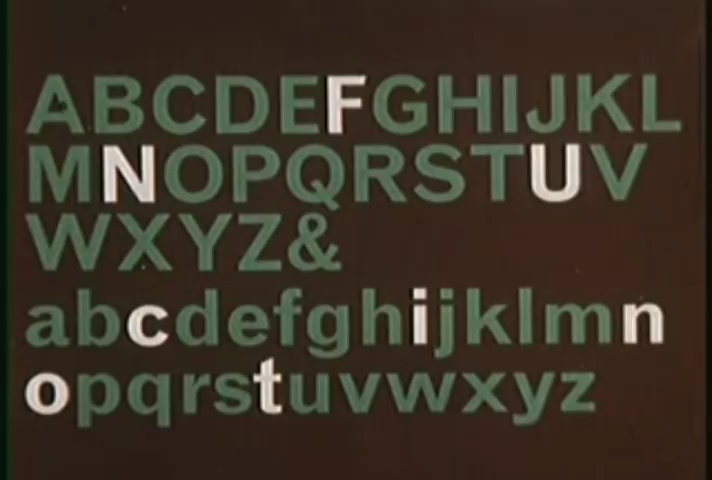 ABCDEFGHIJKL
MNOPQRSTUV
WXYZ&
abcdefghijklmn
opqrstuvwxyz